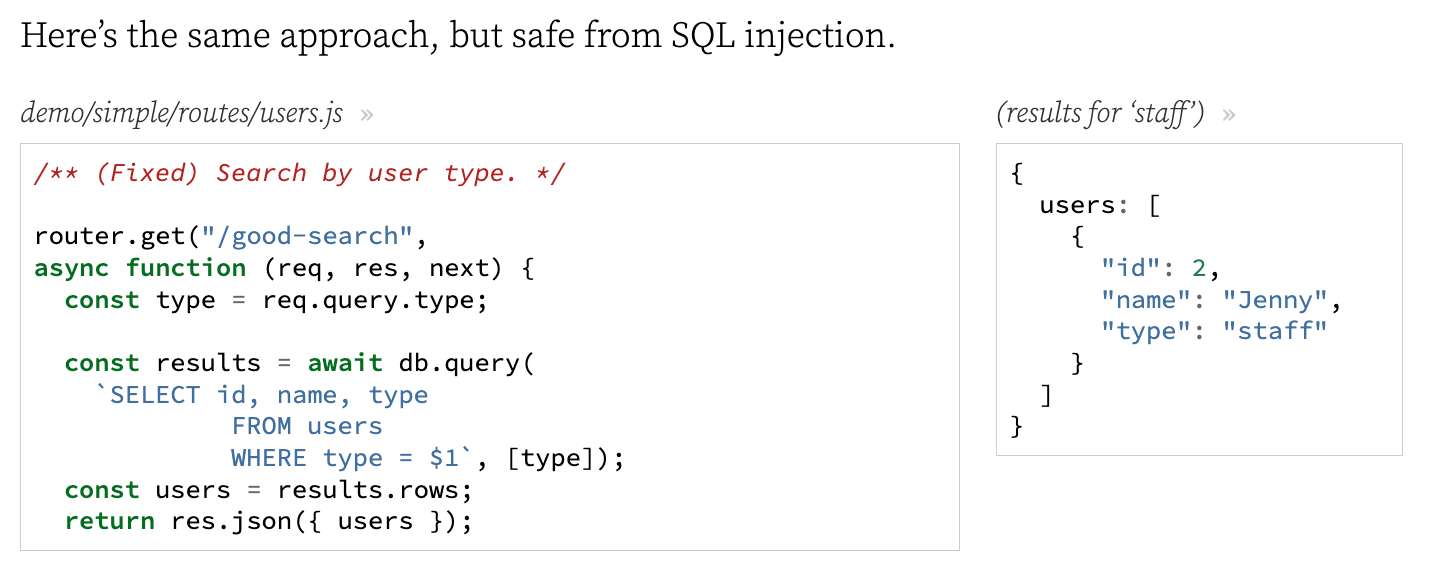 Here’s the same approach, but safe from SQL injection.
demo/simple/routes/users.js »
/** (Fixed) Search by user type. */
router.get("/good-search",
async function (req, res, next) {
  const type = req.query.type;
  const results = await db.query(
    `SELECT id, name, type
             FROM users
             WHERE type = $1`, [type]);
  const users = results.rows;
  return res.json({ users });
(results for ‘staff’) »
{
  users: [
    {
      "id": 2,
      "name": "Jenny",
      "type": "staff"
    }
  ]
}